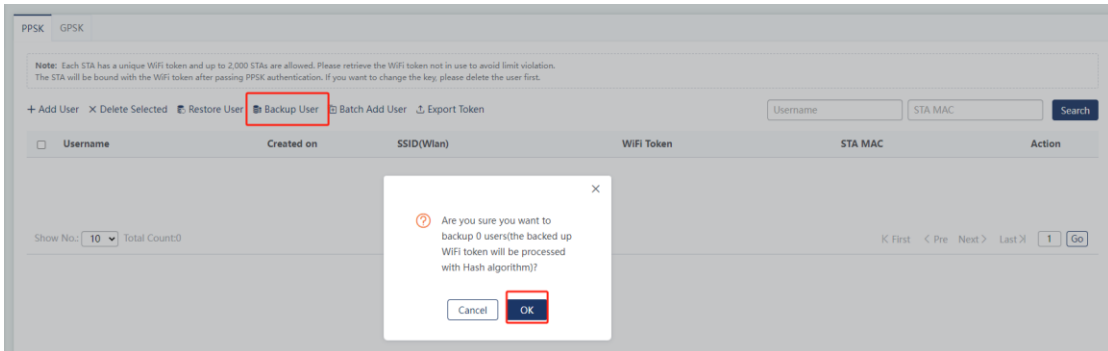 PPSK GPSK
Note: Each STA has a unique WiFi token and up to 2,000 STAs are allowed. Please retrieve the WiFi token not in use to avoid limit violation.
The STA will be bound with the WiFi token after passing PPSK authentication. If you want to change the key, please delete the user first.
+ Add User × Delete Selected Restore User Backup User Batch Add User Export Token Username STA MAC Search
Username Created on SSID(Wlan) WiFi Token STA MAC Action
Are you sure you want to
backup 0 users(the backed up
WiFi token will be processed
with Hash algorithm)?
Show No.: 10 Total Count:0 First < Pre Next > Last 1 Go
Cancel OK